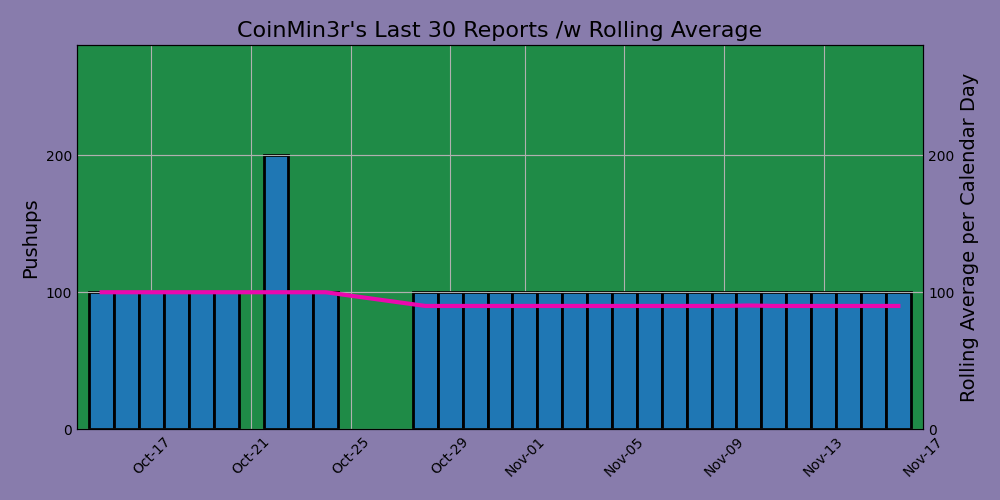 CoinMin3r's Last 30 Reports /w Rolling Average
Pushups
200
100
0
200
100
0
Rolling Average per Calendar Day
Oct-17
Oct-21
Oct-25
Oct-29
Nov-01
Nov-05
Nov-09
Nov-13
Nov-17